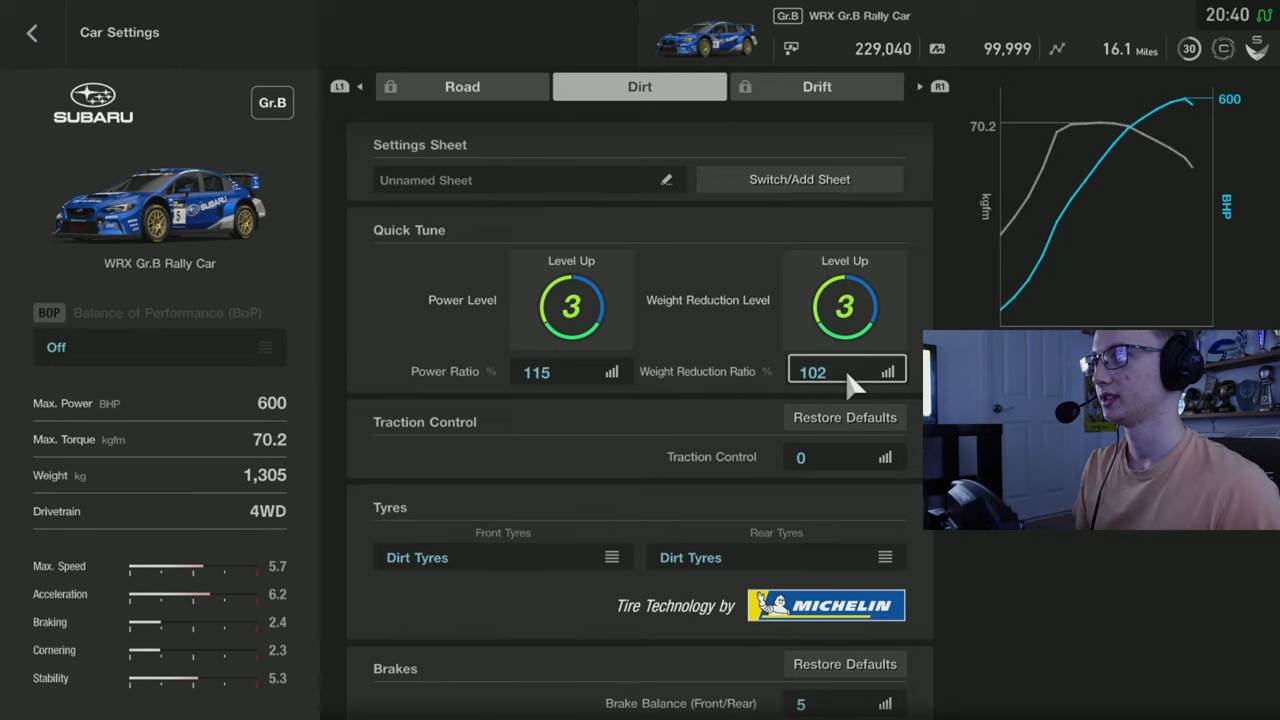 Car Settings
Gr.B WRX Gr.B Rally Car
229,040 99,999 16.1 Miles 30 C S
20:40
SUBARU
Gr.B
WRX Gr.B Rally Car
BOP Balance of Performance (BoP)
Off
Max. Power BHP 600
Max. Torque kgfm 70.2
Weight kg 1,305
Drivetrain 4WD
Max. Speed 5.7
Acceleration 6.2
Braking 2.4
Cornering 2.3
Stability 5.3
L1 Road Dirt Drift R1
Settings Sheet
Unnamed Sheet Switch/Add Sheet
Quick Tune
Level Up Level Up
Power Level 3 Weight Reduction Level 3
Power Ratio % 115 Weight Reduction Ratio % 102
Traction Control Restore Defaults
Traction Control 0
Tyres
Front Tyres Rear Tyres
Dirt Tyres Dirt Tyres
Tire Technology by MICHELIN
Brakes Restore Defaults
Brake Balance (Front/Rear) 5
600
70.2
kgfm
BHP